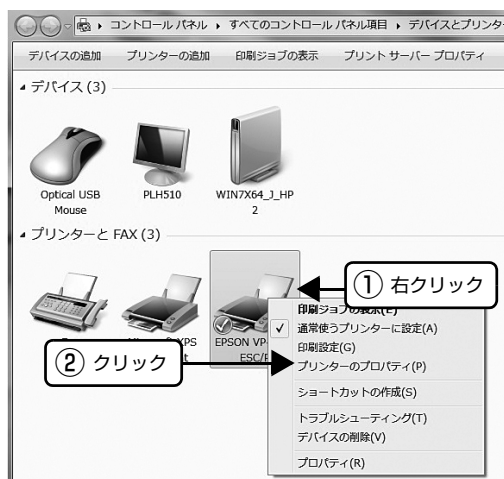 コントロール パネル ▸ すべてのコントロール パネル項目 ▸ デバイスとプリンター
デバイスの追加 プリンターの追加 印刷ジョブの表示 プリント サーバー プロパティ
デバイス (3)
Optical USB
Mouse
PLH510
WIN7X64_J_HP
2
プリンターと FAX (3)
EPSON VP-
ESC/P
① 右クリック
② クリック
印刷ジョブの表示(E)
通常使うプリンターに設定(A)
印刷設定(G)
プリンターのプロパティ(P)
ショートカットの作成(S)
トラブルシューティング(T)
デバイスの削除(V)
プロパティ(R)